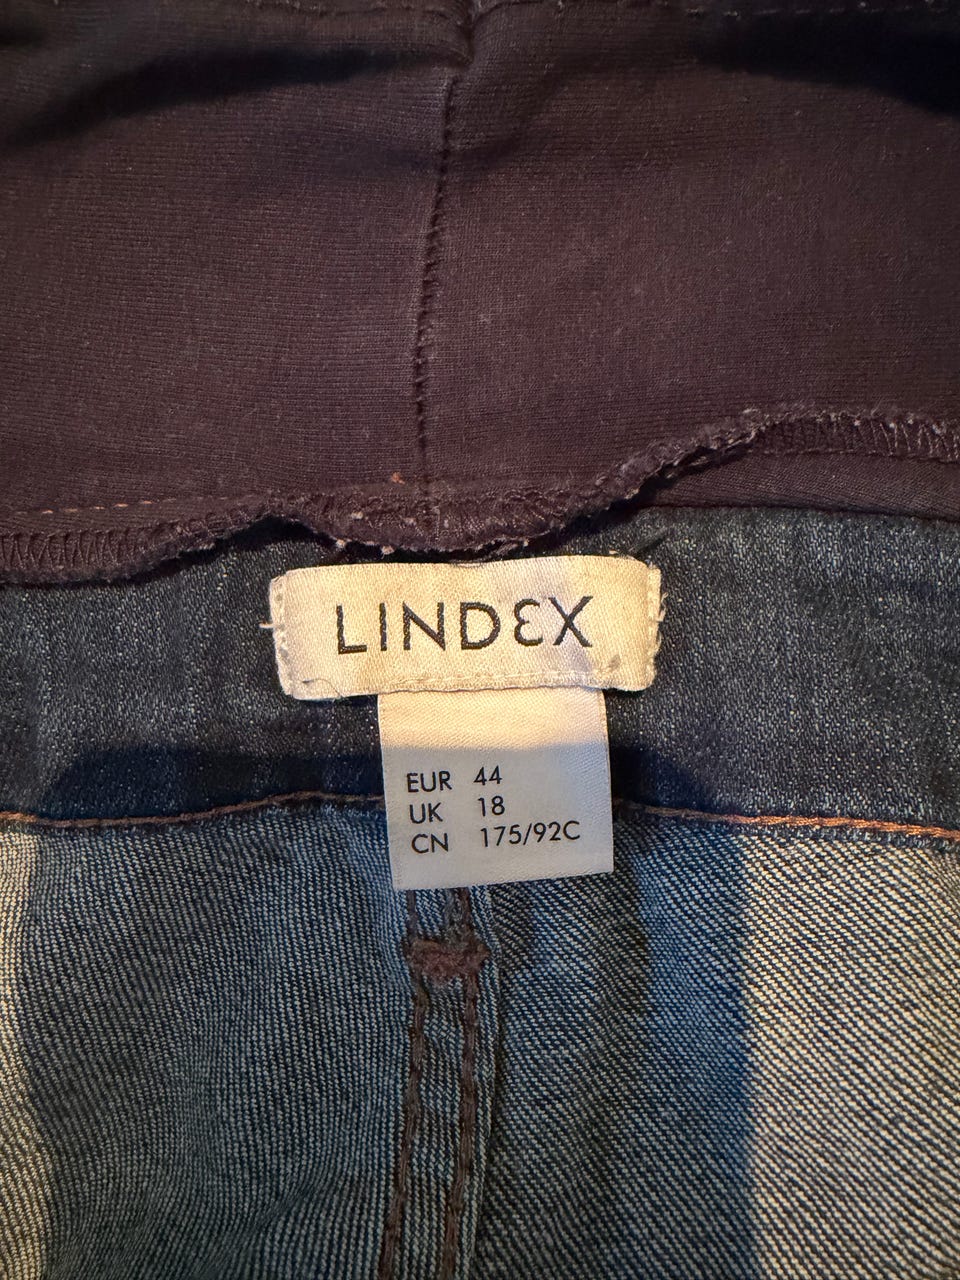 LINDEX
EUR 44
UK 18
CN 175/92C